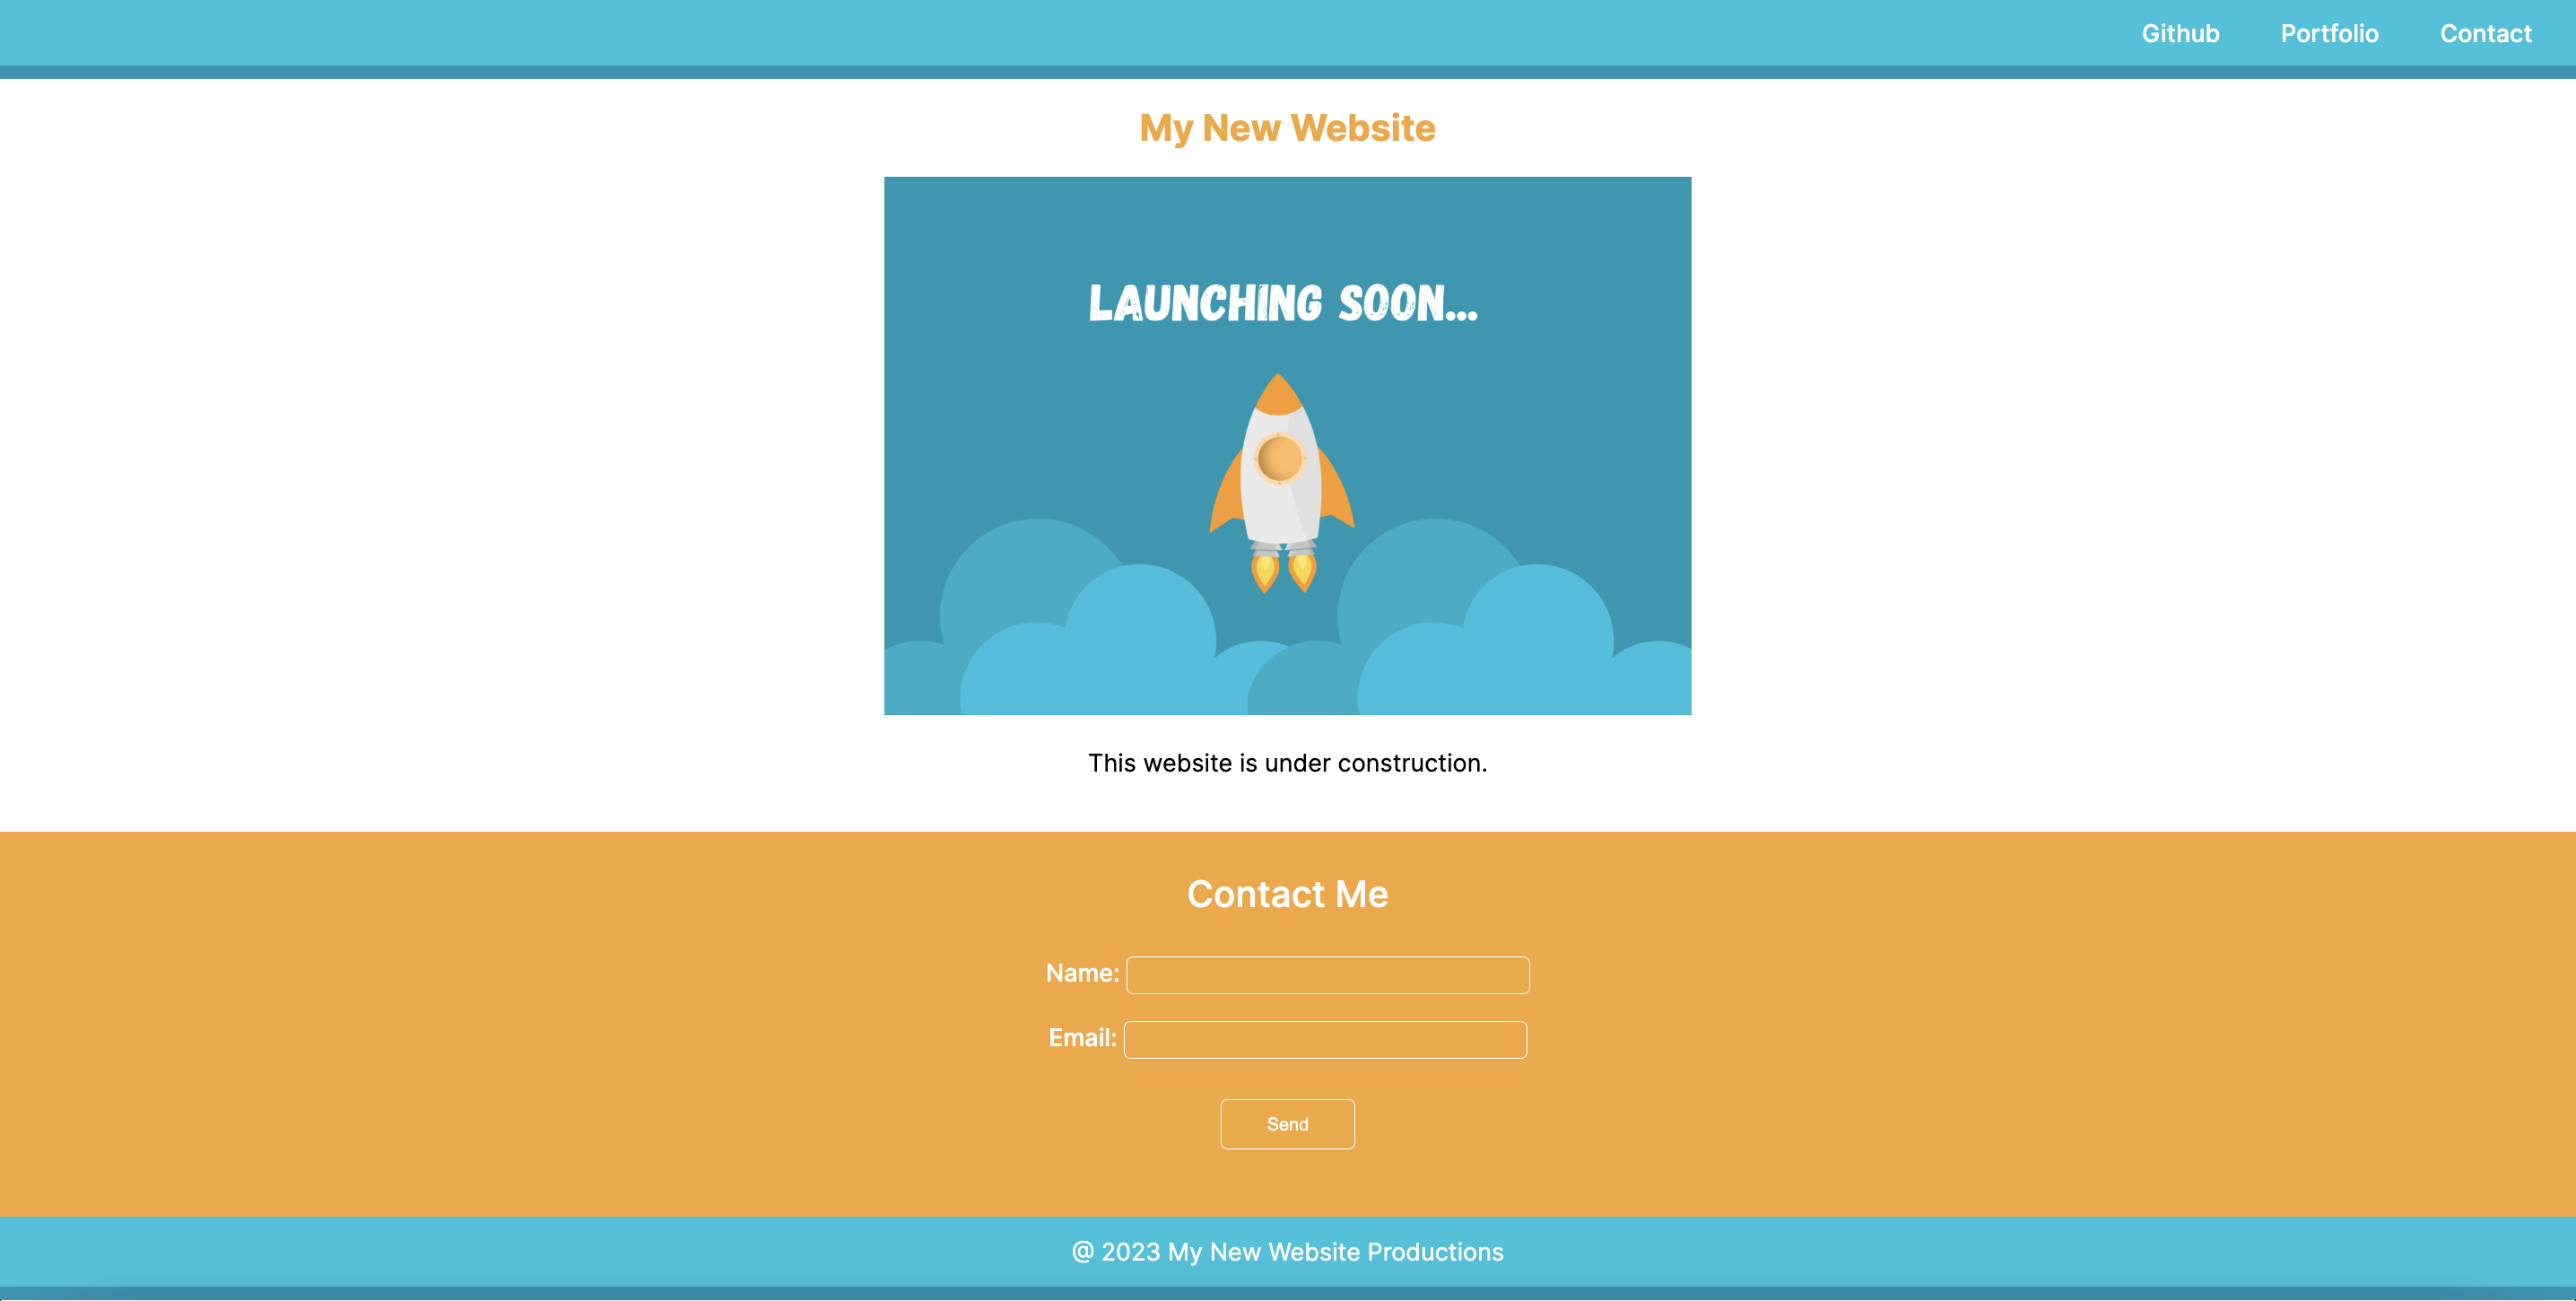 Github Portfolio Contact
My New Website
LAUNCHING SOON...
This website is under construction.
Contact Me
Name:
Email:
Send
@ 2023 My New Website Productions